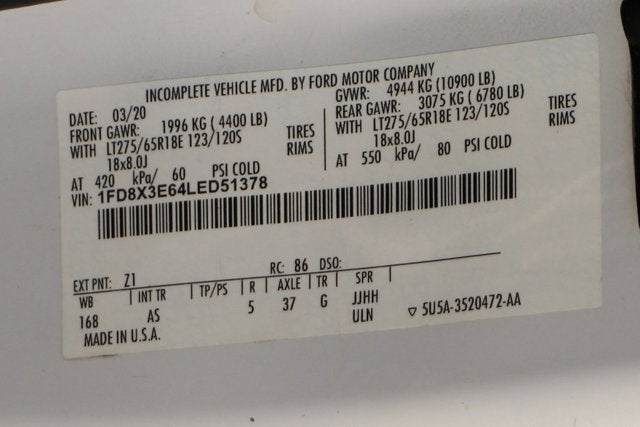 INCOMPLETE VEHICLE MFD. BY FORD MOTOR COMPANY
DATE: 03/20
FRONT GAWR: 1996 KG ( 4400 LB)
WITH LT275/65R18E 123/120S TIRES
18x8.0J RIMS
AT 420 kPa/ 60 PSI COLD
GVWR: 4944 KG (10900 LB)
REAR GAWR: 3075 KG ( 6780 LB)
WITH LT275/65R18E 123/120S TIRES
18x8.0J RIMS
AT 550 kPa/ 80 PSI COLD
VIN: 1FD8X3E64LED51378
EXT PNT: Z1 RC: 86 DSO:
WB INT TR TP/PS R AXLE TR SPR
168 AS 5 37 G JJHH
ULN 5U5A-3520472-AA
MADE IN U.S.A.